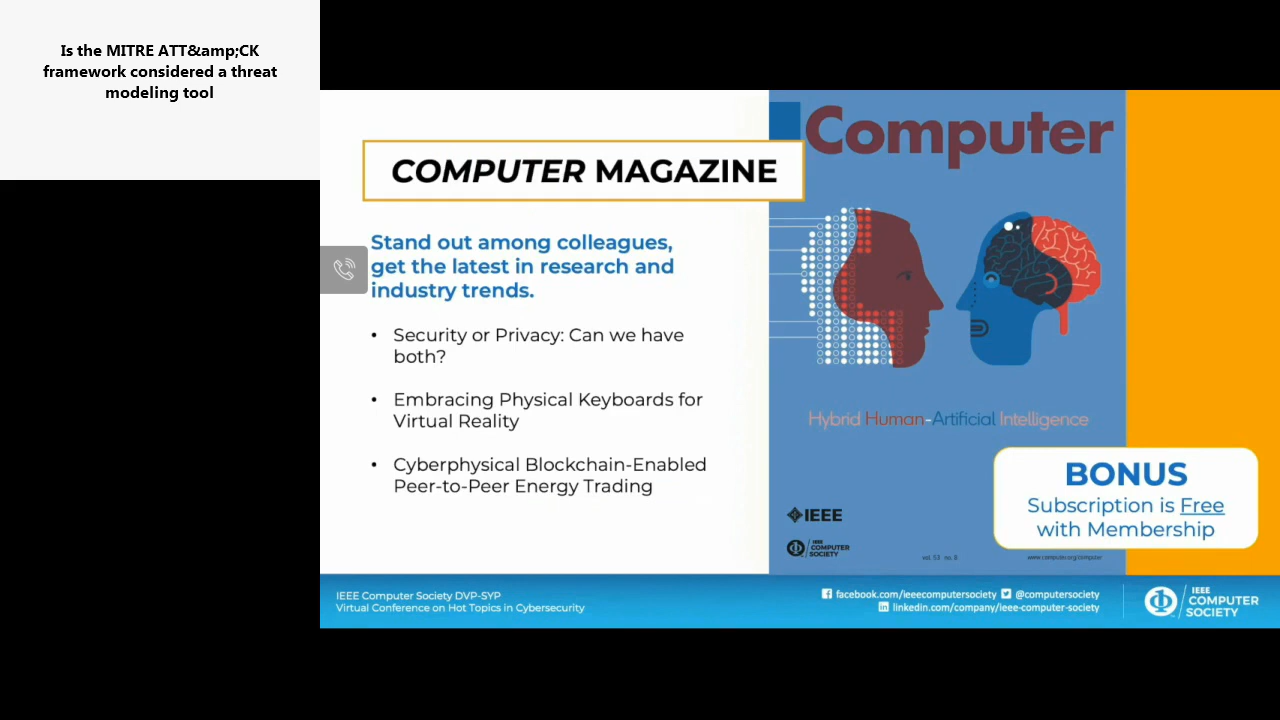 Is the MITRE ATT&amp;CK
framework considered a threat
modeling tool
Computer
COMPUTER MAGAZINE
Stand out among colleagues,
get the latest in research and
industry trends.
• Security or Privacy: Can we have
both?
• Embracing Physical Keyboards for
Virtual Reality
• Cyberphysical Blockchain-Enabled
Peer-to-Peer Energy Trading
Hybrid Human-Artificial Intelligence
BONUS
Subscription is Free
with Membership
IEEE
IEEE
COMPUTER
SOCIETY
vol. 53 no. 8
www.computer.org/computer
IEEE Computer Society DVP-SYP
Virtual Conference on Hot Topics in Cybersecurity
facebook.com/ieeecomputersociety @computersociety
linkedin.com/company/ieee-computer-society
IEEE
COMPUTER
SOCIETY